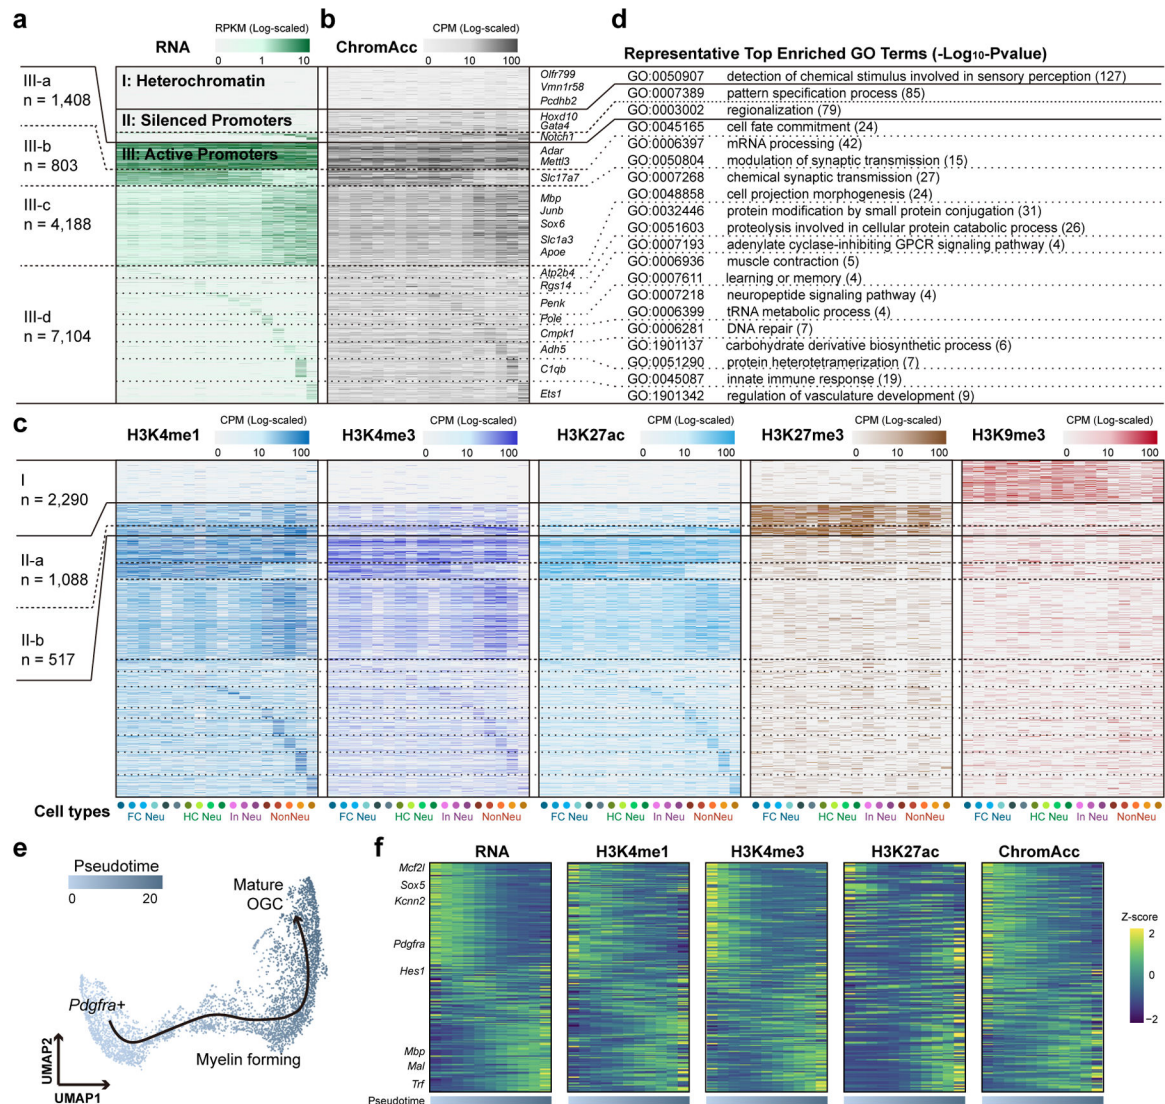 a
RPKM (Log-scaled)
RNA
0 1 10
b
CPM (Log-scaled)
ChromAcc
0 10 100
d
Representative Top Enriched GO Terms (-Log₁₀-Pvalue)
III-a
n = 1,408
III-b
n = 803
III-c
n = 4,188
III-d
n = 7,104
I: Heterochromatin
II: Silenced Promoters
III: Active Promoters
Olfr799
Vmn1r58
Pcdhb2
Hoxd10
Gata4
Notch1
Adar
Mettl3
Slc17a7
Mbp
Junb
Sox6
Slc1a3
Apoe
Atp2b4
Rgs14
Penk
Pole
Cmpk1
Adh5
C1qb
Ets1
GO:0050907 detection of chemical stimulus involved in sensory perception (127)
GO:0007389 pattern specification process (85)
GO:0003002 regionalization (79)
GO:0045165 cell fate commitment (24)
GO:0006397 mRNA processing (42)
GO:0050804 modulation of synaptic transmission (15)
GO:0007268 chemical synaptic transmission (27)
GO:0048858 cell projection morphogenesis (24)
GO:0032446 protein modification by small protein conjugation (31)
GO:0051603 proteolysis involved in cellular protein catabolic process (26)
GO:0007193 adenylate cyclase-inhibiting GPCR signaling pathway (4)
GO:0006936 muscle contraction (5)
GO:0007611 learning or memory (4)
GO:0007218 neuropeptide signaling pathway (4)
GO:0006399 tRNA metabolic process (4)
GO:0006281 DNA repair (7)
GO:1901137 carbohydrate derivative biosynthetic process (6)
GO:0051290 protein heterotetramerization (7)
GO:0045087 innate immune response (19)
GO:1901342 regulation of vasculature development (9)
c
CPM (Log-scaled)
H3K4me1
0 10 100
CPM (Log-scaled)
H3K4me3
0 10 100
CPM (Log-scaled)
H3K27ac
0 10 100
CPM (Log-scaled)
H3K27me3
0 10 100
CPM (Log-scaled)
H3K9me3
0 10 100
I
n = 2,290
II-a
n = 1,088
II-b
n = 517
Cell types
FC Neu HC Neu In Neu NonNeu
FC Neu HC Neu In Neu NonNeu
FC Neu HC Neu In Neu NonNeu
FC Neu HC Neu In Neu NonNeu
FC Neu HC Neu In Neu NonNeu
e
Pseudotime
0 20
Mature
OGC
Pdgfra+
Myelin forming
UMAP2
UMAP1
f
RNA H3K4me1 H3K4me3 H3K27ac ChromAcc
Mcf2l
Sox5
Kcnn2
Pdgfra
Hes1
Mbp
Mal
Trf
Z-score
2
0
−2
Pseudotime